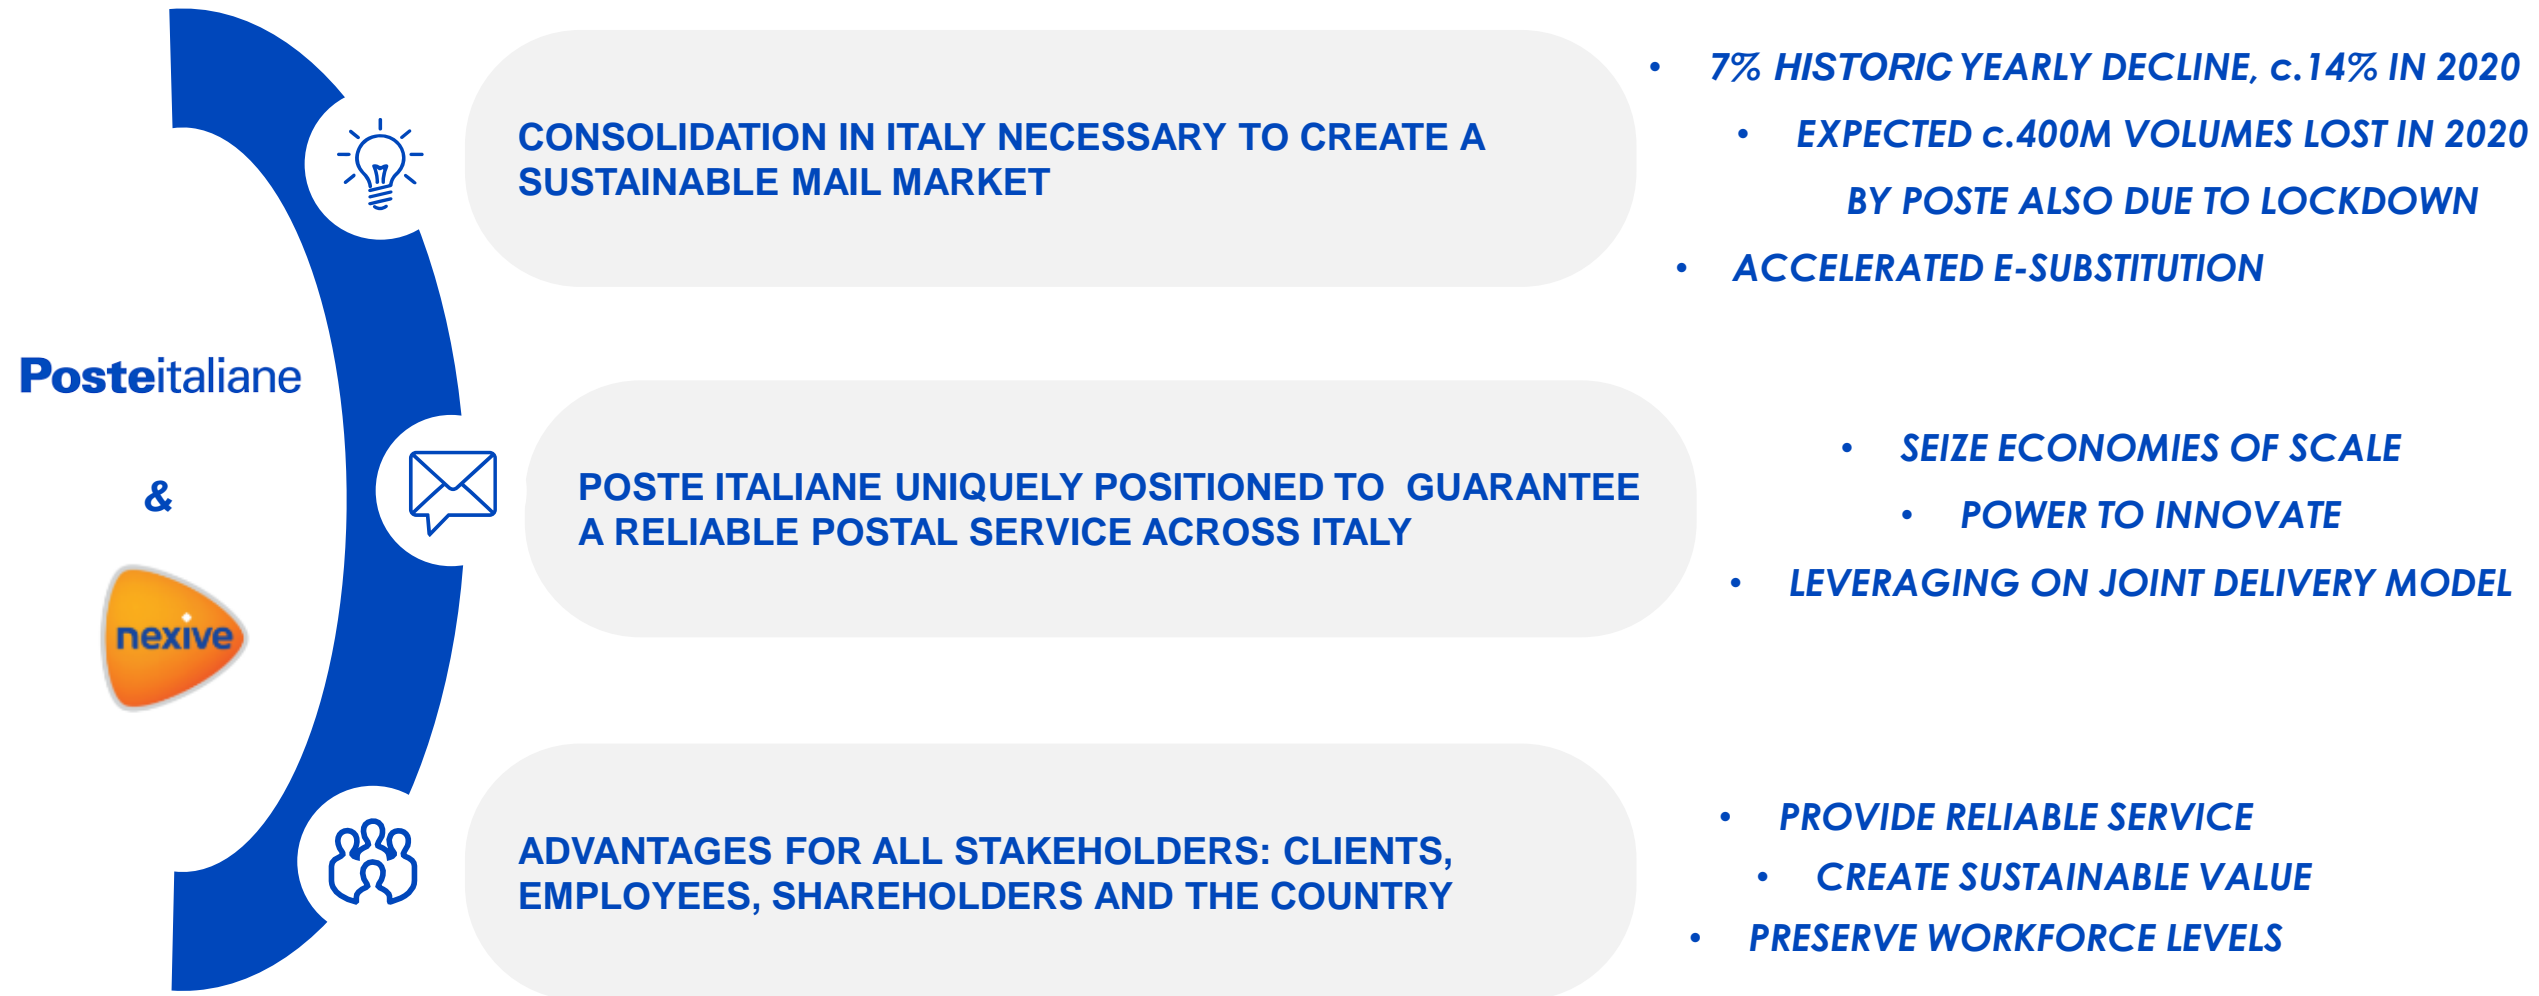 Posteitaliane
&
nexive
CONSOLIDATION IN ITALY NECESSARY TO CREATE A
SUSTAINABLE MAIL MARKET
• 7% HISTORIC YEARLY DECLINE, c.14% IN 2020
• EXPECTED c.400M VOLUMES LOST IN 2020
BY POSTE ALSO DUE TO LOCKDOWN
• ACCELERATED E-SUBSTITUTION
POSTE ITALIANE UNIQUELY POSITIONED TO  GUARANTEE
A RELIABLE POSTAL SERVICE ACROSS ITALY
• SEIZE ECONOMIES OF SCALE
• POWER TO INNOVATE
• LEVERAGING ON JOINT DELIVERY MODEL
ADVANTAGES FOR ALL STAKEHOLDERS: CLIENTS,
EMPLOYEES, SHAREHOLDERS AND THE COUNTRY
• PROVIDE RELIABLE SERVICE
• CREATE SUSTAINABLE VALUE
• PRESERVE WORKFORCE LEVELS